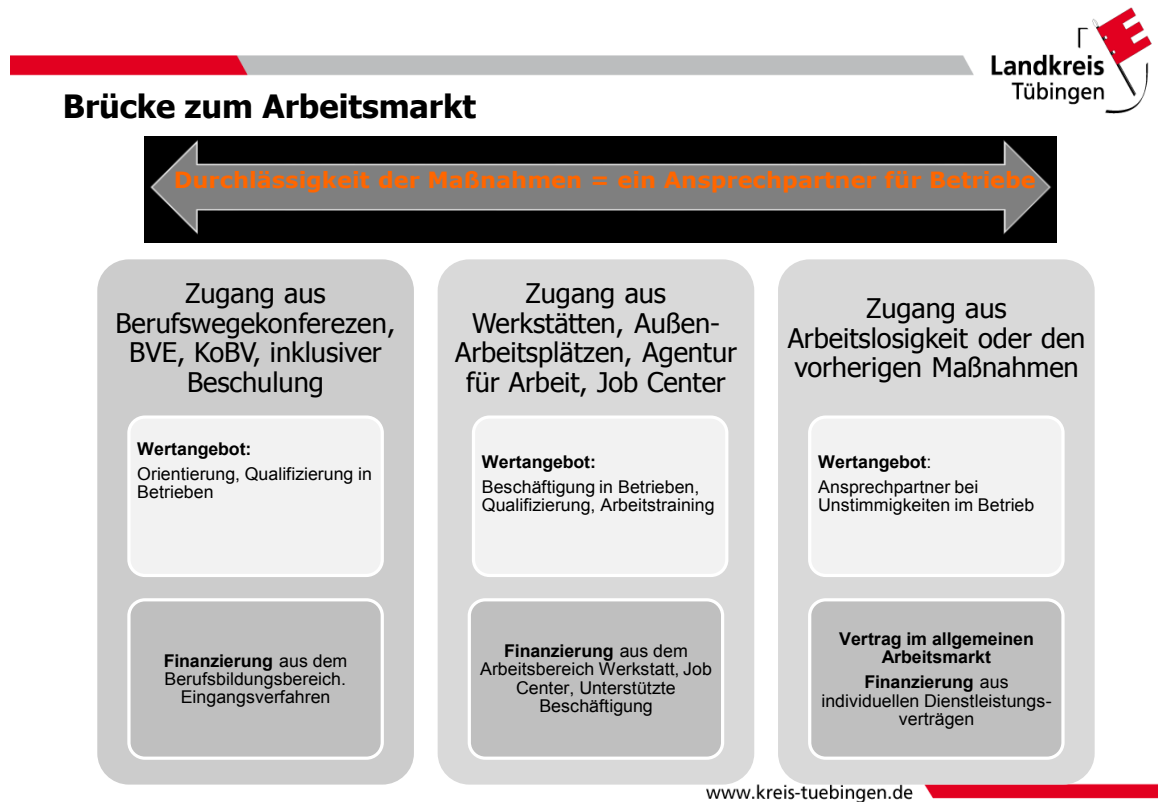 Landkreis
Tübingen
Brücke zum Arbeitsmarkt
Durchlässigkeit der Maßnahmen = ein Ansprechpartner für Betriebe
Zugang aus
Berufswegekonferezen,
BVE, KoBV, inklusiver
Beschulung
Wertangebot:
Orientierung, Qualifizierung in
Betrieben
Finanzierung aus dem
Berufsbildungsbereich.
Eingangsverfahren
Zugang aus
Werkstätten, Außen-
Arbeitsplätzen, Agentur
für Arbeit, Job Center
Wertangebot:
Beschäftigung in Betrieben,
Qualifizierung, Arbeitstraining
Finanzierung aus dem
Arbeitsbereich Werkstatt, Job
Center, Unterstützte
Beschäftigung
Zugang aus
Arbeitslosigkeit oder den
vorherigen Maßnahmen
Wertangebot:
Ansprechpartner bei
Unstimmigkeiten im Betrieb
Vertrag im allgemeinen
Arbeitsmarkt
Finanzierung aus
individuellen Dienstleistungs-
verträgen
www.kreis-tuebingen.de